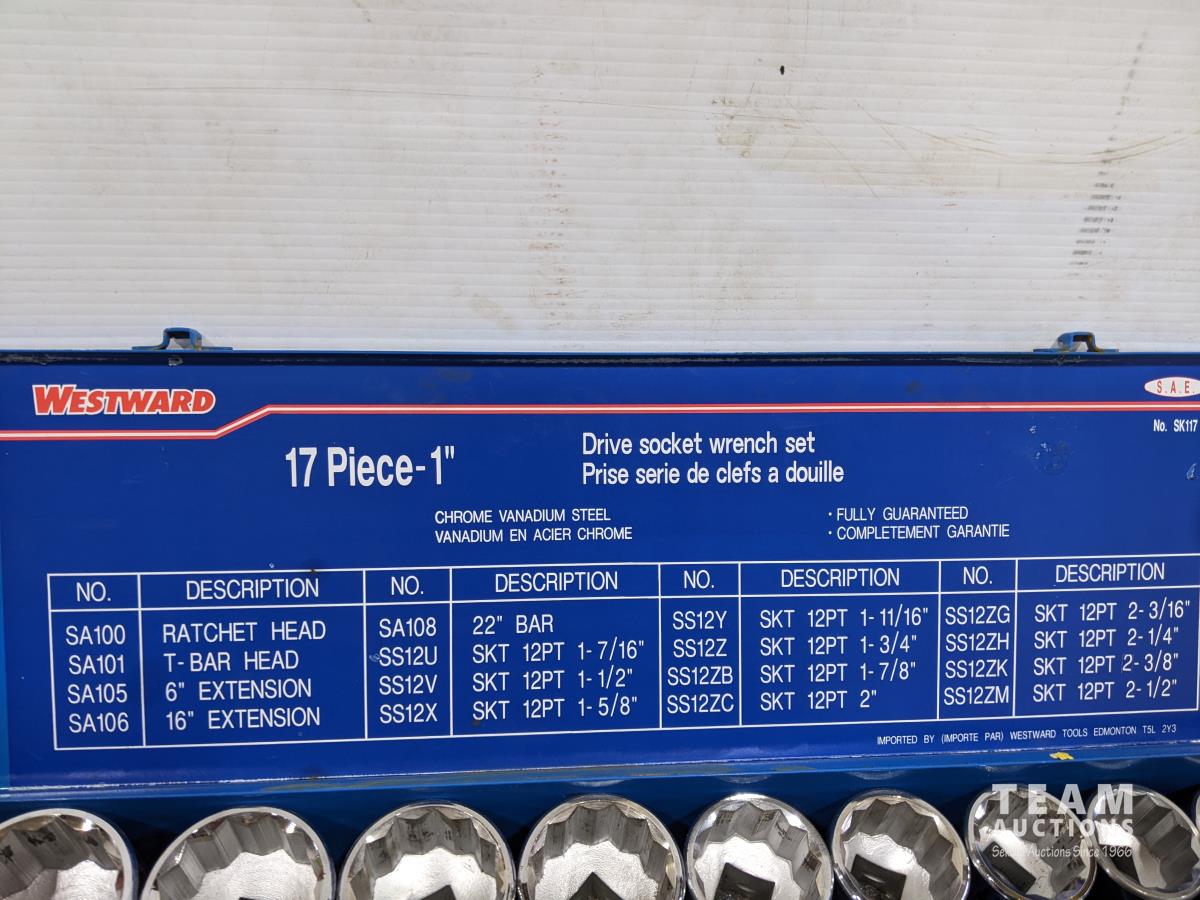 WESTWARD
S.A.E.
No. SK117
17 Piece-1"
Drive socket wrench set
Prise serie de clefs a douille
CHROME VANADIUM STEEL
VANADIUM EN ACIER CHROME
· FULLY GUARANTEED
· COMPLETEMENT GARANTIE
NO. DESCRIPTION NO. DESCRIPTION NO. DESCRIPTION NO. DESCRIPTION
SA100 RATCHET HEAD SA108 22" BAR SS12Y SKT 12PT 1-11/16" SS12ZG SKT 12PT 2-3/16"
SA101 T-BAR HEAD SS12U SKT 12PT 1-7/16" SS12Z SKT 12PT 1-3/4" SS12ZH SKT 12PT 2-1/4"
SA105 6" EXTENSION SS12V SKT 12PT 1-1/2" SS12ZB SKT 12PT 1-7/8" SS12ZK SKT 12PT 2-3/8"
SA106 16" EXTENSION SS12X SKT 12PT 1-5/8" SS12ZC SKT 12PT 2" SS12ZM SKT 12PT 2-1/2"
IMPORTED BY (IMPORTE PAR) WESTWARD TOOLS EDMONTON T5L 2Y3
TEAM
AUCTIONS
Auctions Since 1966